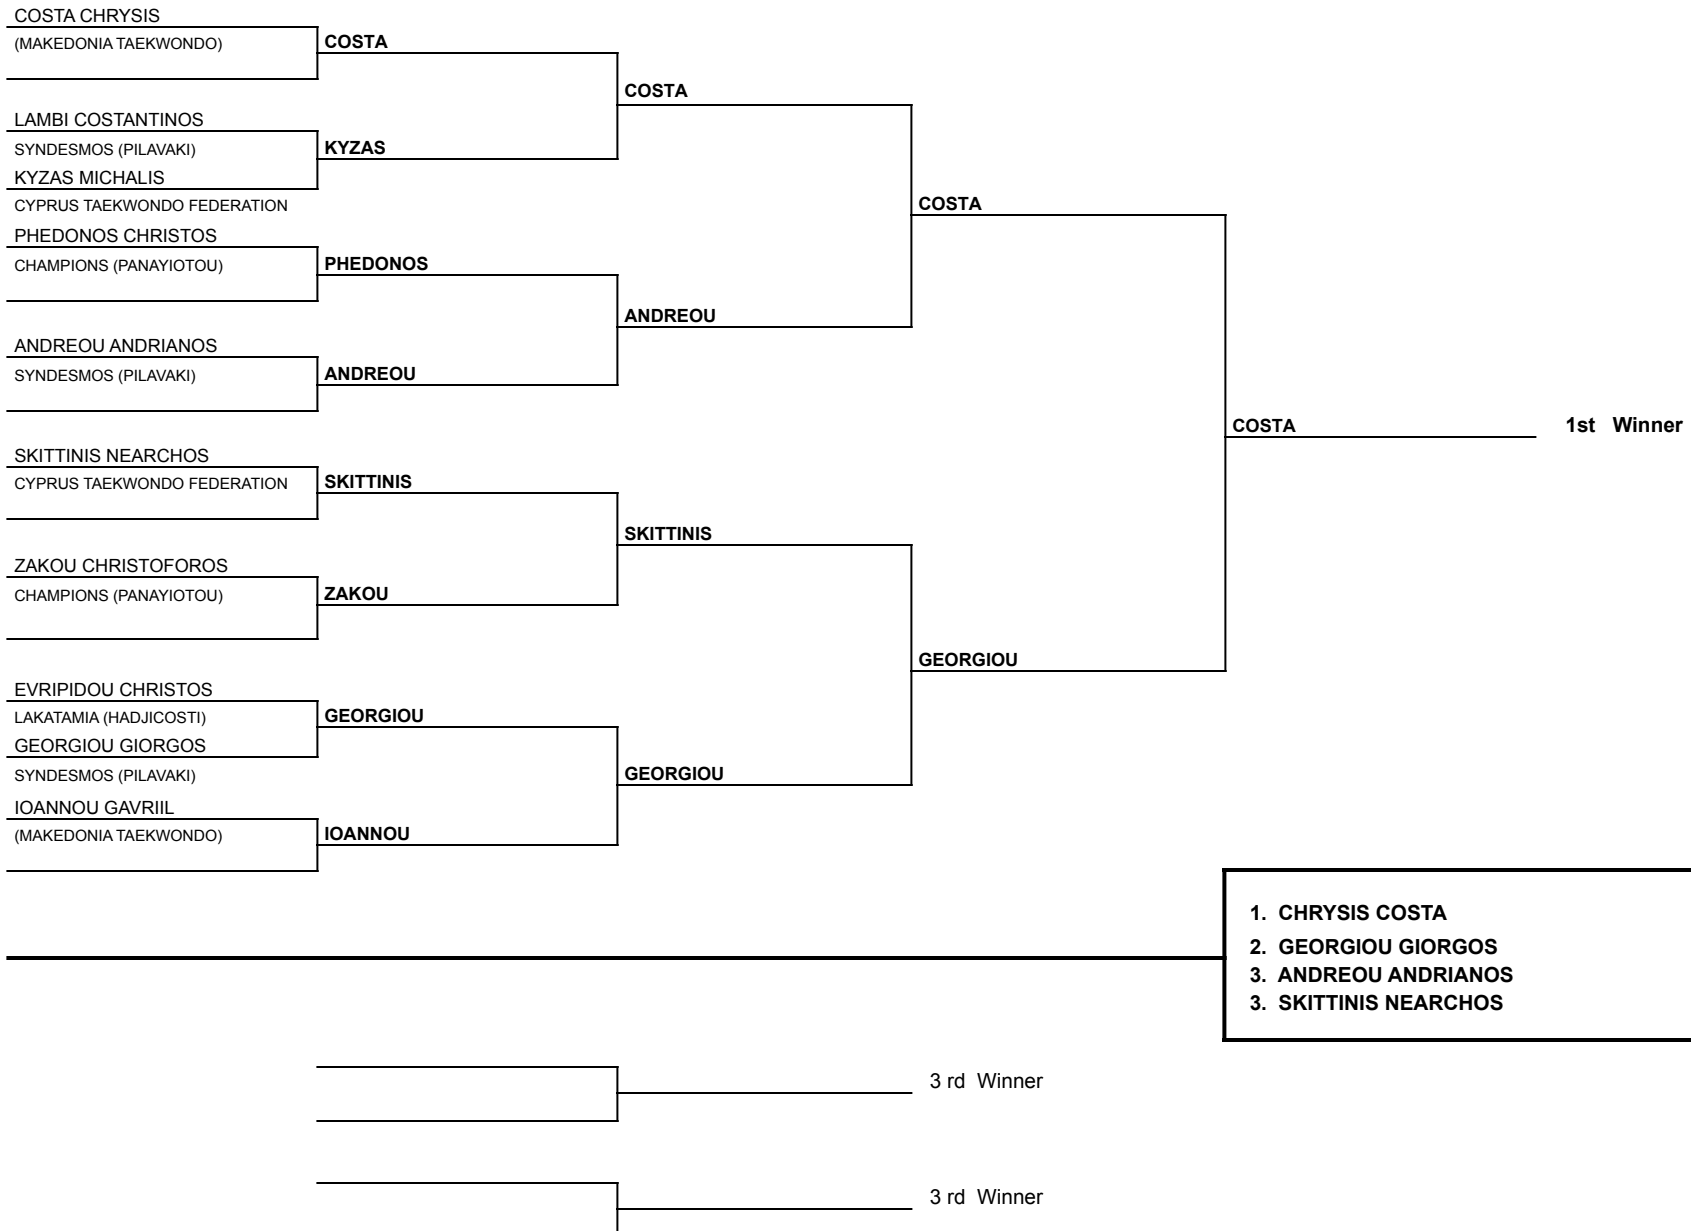 COSTA CHRYSIS
(MAKEDONIA TAEKWONDO)
COSTA
COSTA
LAMBI COSTANTINOS
SYNDESMOS (PILAVAKI)
KYZAS
KYZAS MICHALIS
CYPRUS TAEKWONDO FEDERATION
COSTA
PHEDONOS CHRISTOS
CHAMPIONS (PANAYIOTOU)
PHEDONOS
ANDREOU
ANDREOU ANDRIANOS
SYNDESMOS (PILAVAKI)
ANDREOU
COSTA
1st Winner
SKITTINIS NEARCHOS
CYPRUS TAEKWONDO FEDERATION
SKITTINIS
SKITTINIS
ZAKOU CHRISTOFOROS
CHAMPIONS (PANAYIOTOU)
ZAKOU
GEORGIOU
EVRIPIDOU CHRISTOS
LAKATAMIA (HADJICOSTI)
GEORGIOU
GEORGIOU GIORGOS
SYNDESMOS (PILAVAKI)
GEORGIOU
IOANNOU GAVRIIL
(MAKEDONIA TAEKWONDO)
IOANNOU
1. CHRYSIS COSTA
2. GEORGIOU GIORGOS
3. ANDREOU ANDRIANOS
3. SKITTINIS NEARCHOS
3 rd Winner
3 rd Winner